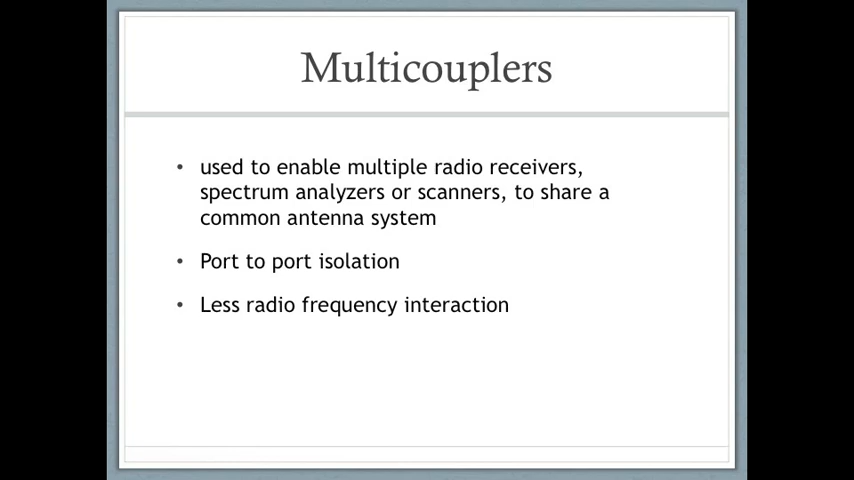 Multicouplers
• used to enable multiple radio receivers,
spectrum analyzers or scanners, to share a
common antenna system
• Port to port isolation
• Less radio frequency interaction